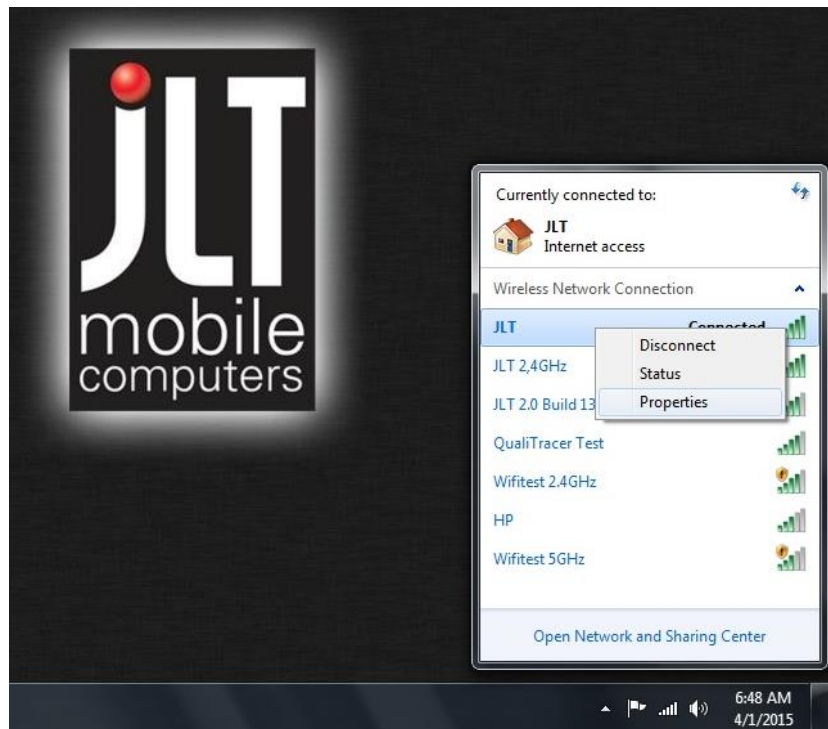 JLT
mobile
computers
Currently connected to:
JLT
Internet access
Wireless Network Connection
JLT Connected
Disconnect
Status
Properties
JLT 2,4GHz
JLT 2.0 Build 13
QualiTracer Test
Wifitest 2.4GHz
HP
Wifitest 5GHz
Open Network and Sharing Center
6:48 AM
4/1/2015